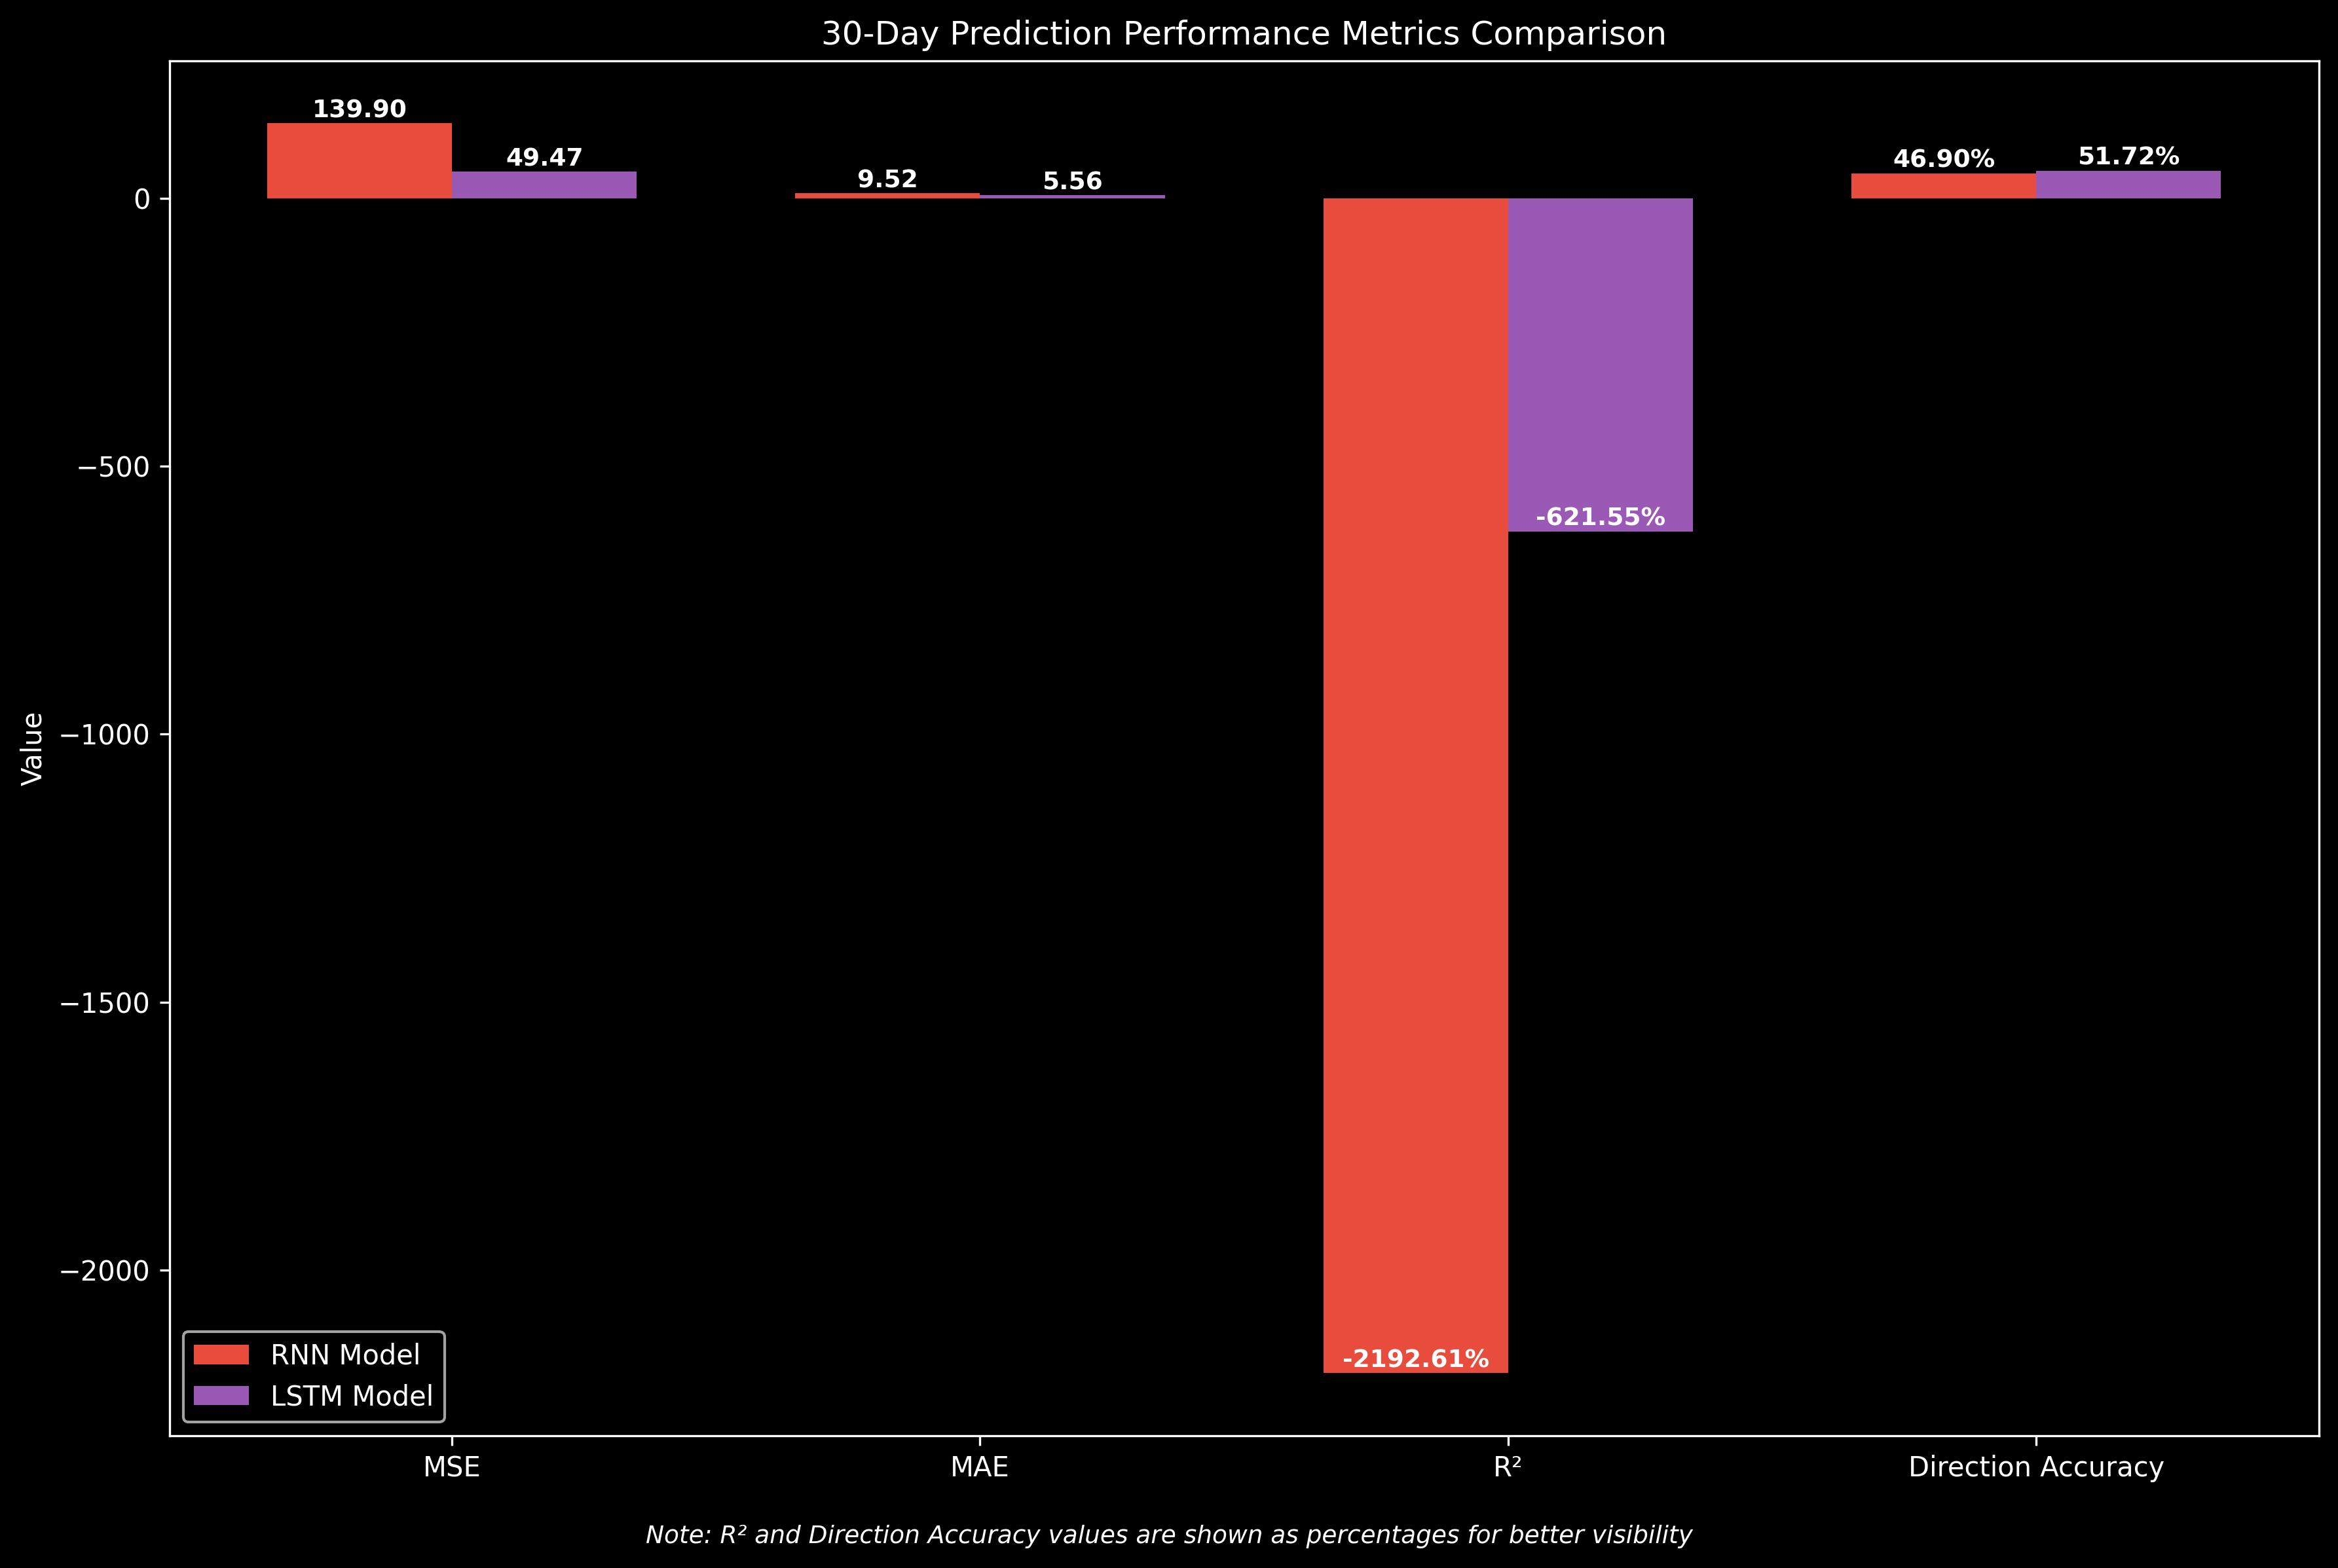 30-Day Prediction Performance Metrics Comparison
139.90
49.47
9.52
5.56
46.90%
51.72%
0
−500
-621.55%
−1000
Value
−1500
−2000
-2192.61%
RNN Model
LSTM Model
MSE
MAE
R²
Direction Accuracy
Note: R² and Direction Accuracy values are shown as percentages for better visibility